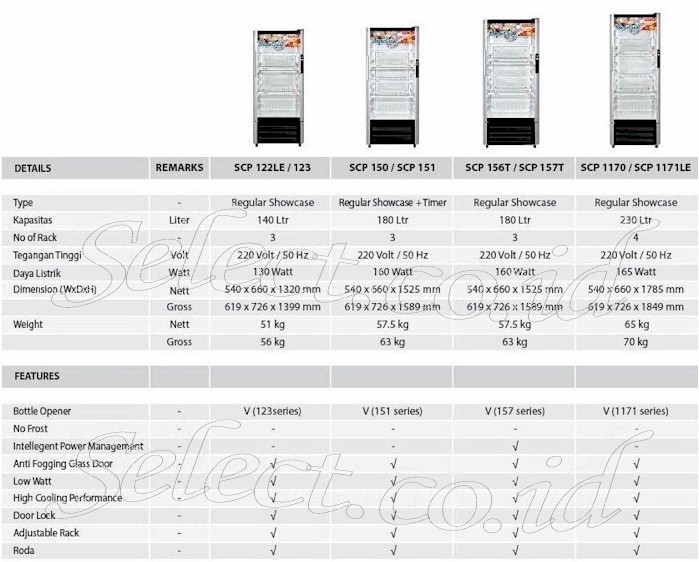 DETAILS REMARKS SCP 122LE / 123 SCP 150 / SCP 151 SCP 156T / SCP 157T SCP 1170 / SCP 1171LE
Type - Regular Showcase Regular Showcase + Timer Regular Showcase Regular Showcase
Kapasitas Liter 140 Ltr 180 Ltr 180 Ltr 230 Ltr
No of Rack - 3 3 3 4
Tegangan Tinggi Volt 220 Volt / 50 Hz 220 Volt / 50 Hz 220 Volt / 50 Hz 220 Volt / 50 Hz
Daya Listrik Watt 130 Watt 160 Watt 160 Watt 165 Watt
Dimension (WxDxH) Nett 540 x 660 x 1320 mm 540 x 660 x 1525 mm 540 x 660 x 1525 mm 540 x 660 x 1785 mm
Gross 619 x 726 x 1399 mm 619 x 726 x 1589 mm 619 x 726 x 1589 mm 619 x 726 x 1849 mm
Weight Nett 51 kg 57.5 kg 57.5 kg 65 kg
Gross 56 kg 63 kg 63 kg 70 kg
Select.co.id
FEATURES
Bottle Opener - V (123series) V (151 series) V (157 series) V (1171 series)
No Frost - - - - -
Intellegent Power Management - - - √ -
Anti Fogging Glass Door - √ √ √ √
Low Watt - √ √ √ √
High Cooling Performance - √ √ √ √
Door Lock - √ √ √ √
Adjustable Rack - √ √ √ √
Roda - √ √ √ √
Select.co.id